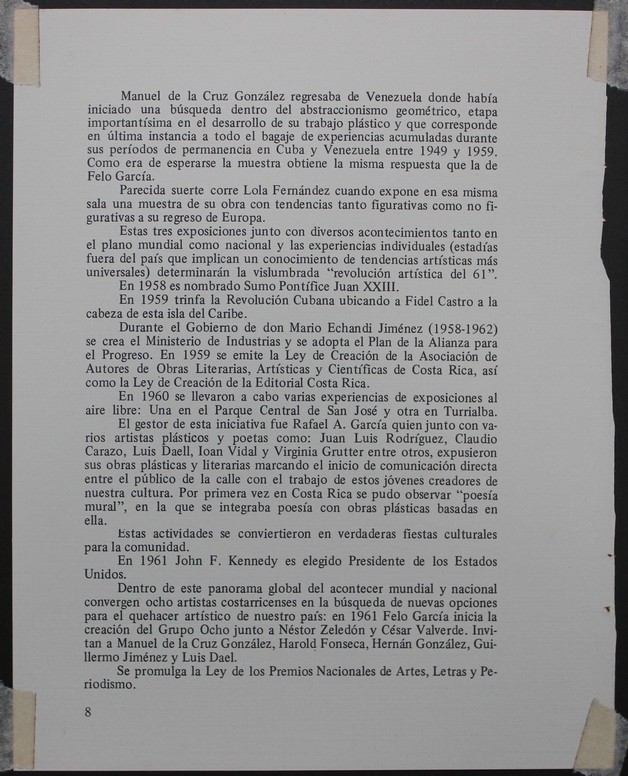 Manuel de la Cruz González regresaba de Venezuela donde había
iniciado una búsqueda dentro del abstraccionismo geométrico, etapa
importantísima en el desarrollo de su trabajo plástico y que corresponde
en última instancia a todo el bagaje de experiencias acumuladas durante
sus períodos de permanencia en Cuba y Venezuela entre 1949 y 1959.
Como era de esperarse la muestra obtiene la misma respuesta que la de
Felo García.
Parecida suerte corre Lola Fernández cuando expone en esa misma
sala una muestra de su obra con tendencias tanto figurativas como no fi-
gurativas a su regreso de Europa.
Estas tres exposiciones junto con diversos acontecimientos tanto en
el plano mundial como nacional y las experiencias individuales (estadías
fuera del país que implican un conocimiento de tendencias artísticas más
universales) determinarán la vislumbrada "revolución artística del 61".
En 1958 es nombrado Sumo Pontífice Juan XXIII.
En 1959 trinfa la Revolución Cubana ubicando a Fidel Castro a la
cabeza de esta isla del Caribe.
Durante el Gobierno de don Mario Echandi Jiménez (1958-1962)
se crea el Ministerio de Industrias y se adopta el Plan de la Alianza para
el Progreso. En 1959 se emite la Ley de Creación de la Asociación de
Autores de Obras Literarias, Artísticas y Científicas de Costa Rica, así
como la Ley de Creación de la Editorial Costa Rica.
En 1960 se llevaron a cabo varias experiencias de exposiciones al
aire libre: Una en el Parque Central de San José y otra en Turrialba.
El gestor de esta iniciativa fue Rafael A. García quien junto con va-
rios artistas plásticos y poetas como: Juan Luis Rodríguez, Claudio
Carazo, Luis Daell, Ioan Vidal y Virginia Grutter entre otros, expusieron
sus obras plásticas y literarias marcando el inicio de comunicación directa
entre el público de la calle con el trabajo de estos jóvenes creadores de
nuestra cultura. Por primera vez en Costa Rica se pudo observar "poesía
mural", en la que se integraba poesía con obras plásticas basadas en
ella.
Estas actividades se conviertieron en verdaderas fiestas culturales
para la comunidad.
En 1961 John F. Kennedy es elegido Presidente de los Estados
Unidos.
Dentro de este panorama global del acontecer mundial y nacional
convergen ocho artistas costarricenses en la búsqueda de nuevas opciones
para el quehacer artístico de nuestro país: en 1961 Felo García inicia la
creación del Grupo Ocho junto a Néstor Zeledón y César Valverde. Invi-
tan a Manuel de la Cruz González, Harold Fonseca, Hernán González, Gui-
llermo Jiménez y Luis Dael.
Se promulga la Ley de los Premios Nacionales de Artes, Letras y Pe-
riodismo.
8